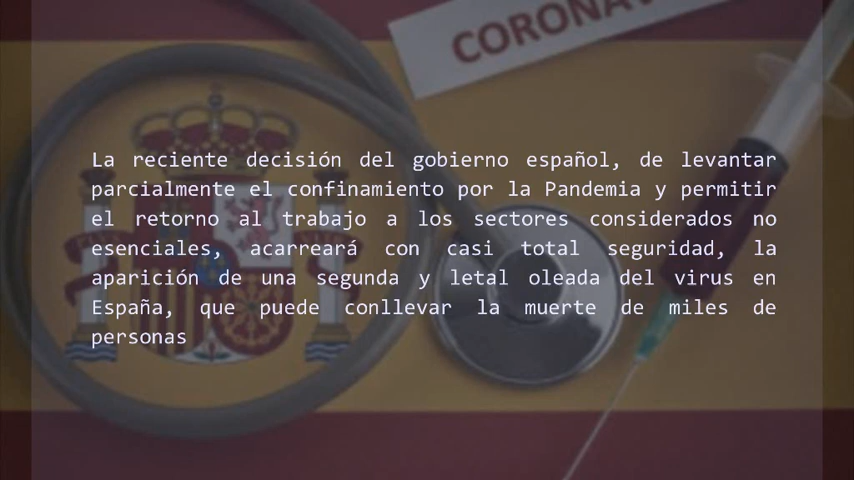 CORONAV
La reciente decisión del gobierno español, de levantar
parcialmente el confinamiento por la Pandemia y permitir
el retorno al trabajo a los sectores considerados no
esenciales, acarreará con casi total seguridad, la
aparición de una segunda y letal oleada del virus en
España, que puede conllevar la muerte de miles de
personas